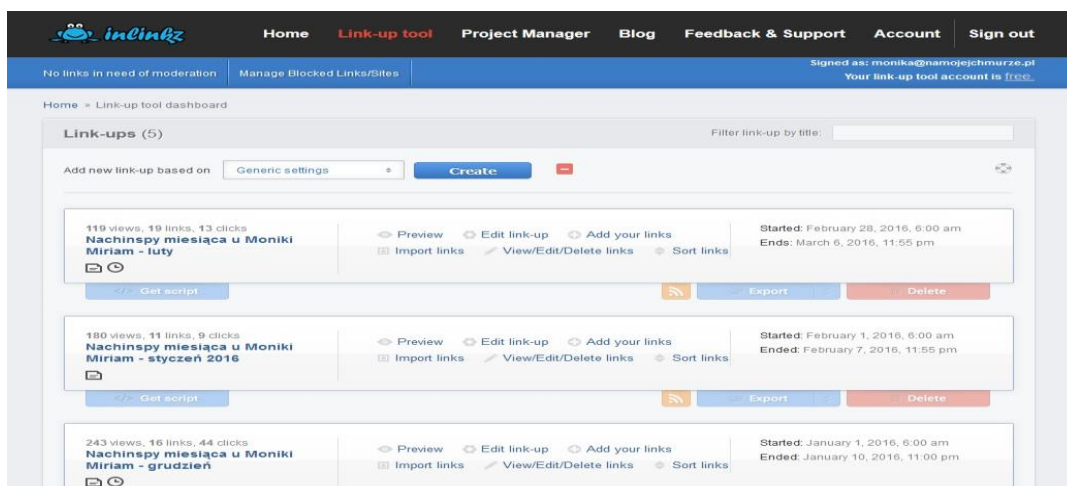 inlinkz Home Link-up tool Project Manager Blog Feedback & Support Account Sign out
No links in need of moderation Manage Blocked Links/Sites
Signed as: monika@namojejchmurze.pl
Your link-up tool account is free.
Home » Link-up tool dashboard
Link-ups (5) Filter link-up by title:
Add new link-up based on Generic settings Create
119 views, 19 links, 13 clicks
Nachinspy miesiąca u Moniki
Miriam - luty
Preview Edit link-up Add your links
Import links View/Edit/Delete links Sort links
Started: February 28, 2016, 6:00 am
Ends: March 6, 2016, 11:55 pm
</> Get script Export Delete
180 views, 11 links, 9 clicks
Nachinspy miesiąca u Moniki
Miriam - styczeń 2016
Preview Edit link-up Add your links
Import links View/Edit/Delete links Sort links
Started: February 1, 2016, 6:00 am
Ended: February 7, 2016, 11:55 pm
</> Get script Export Delete
243 views, 16 links, 44 clicks
Nachinspy miesiąca u Moniki
Miriam - grudzień
Preview Edit link-up Add your links
Import links View/Edit/Delete links Sort links
Started: January 1, 2016, 6:00 am
Ended: January 10, 2016, 11:00 pm